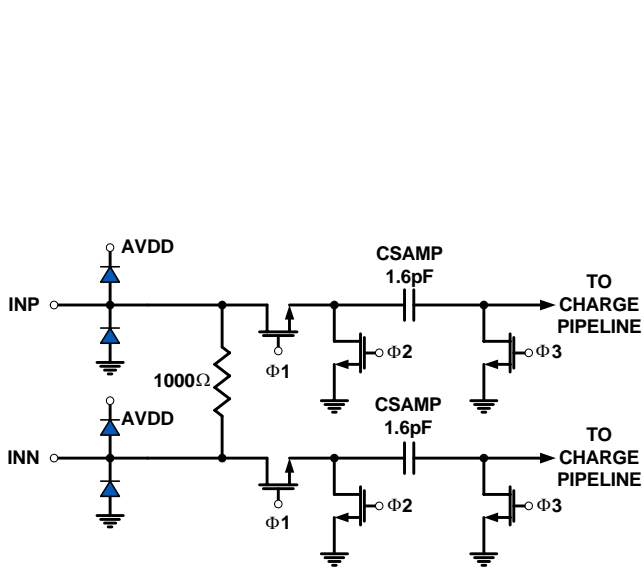 AVDD
CSAMP
1.6pF
INP
TO
CHARGE
PIPELINE
Φ1
Φ2
Φ3
1000Ω
AVDD
CSAMP
1.6pF
INN
TO
CHARGE
PIPELINE
Φ1
Φ2
Φ3